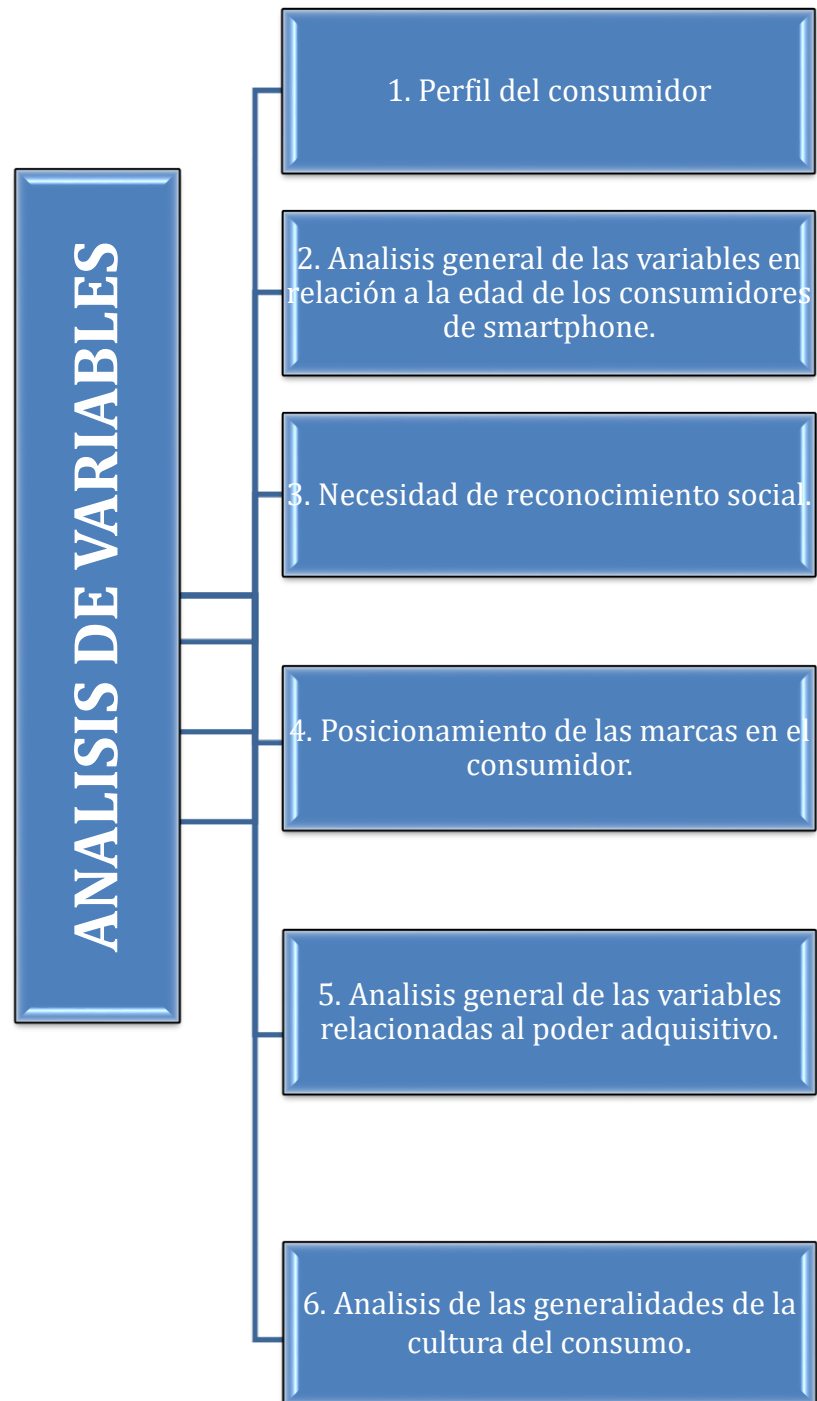 ANALISIS DE VARIABLES
1. Perfil del consumidor
2. Analisis general de las variables en
relación a la edad de los consumidores
de smartphone.
3. Necesidad de reconocimiento social.
4. Posicionamiento de las marcas en el
consumidor.
5. Analisis general de las variables
relacionadas al poder adquisitivo.
6. Analisis de las generalidades de la
cultura del consumo.